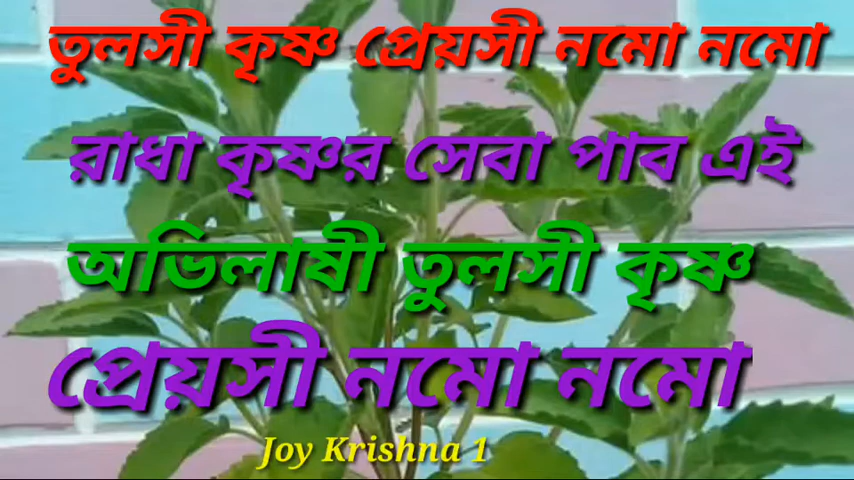 তুলসী কৃষ্ণ প্রেয়সী নমো নমো
রাধা কৃষ্ণর সেবা পাব এই
অভিলাষী তুলসী কৃষ্ণ
প্রেয়সী নমো নমো
Joy Krishna 1